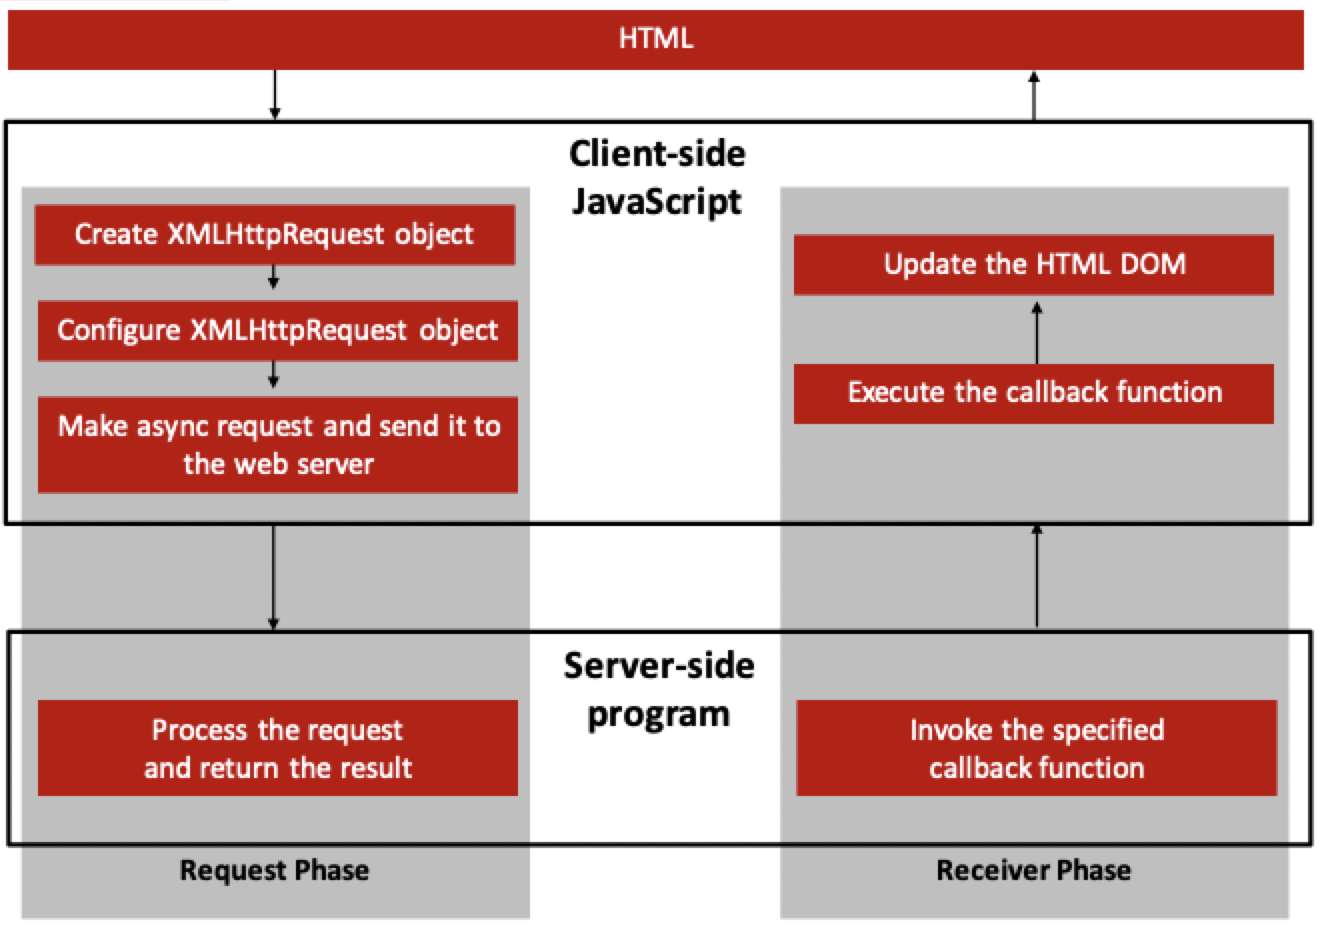 HTML
Client-side
JavaScript
Create XMLHttpRequest object
Configure XMLHttpRequest object
Make async request and send it to
the web server
Update the HTML DOM
Execute the callback function
Server-side
program
Process the request
and return the result
Invoke the specified
callback function
Request Phase
Receiver Phase